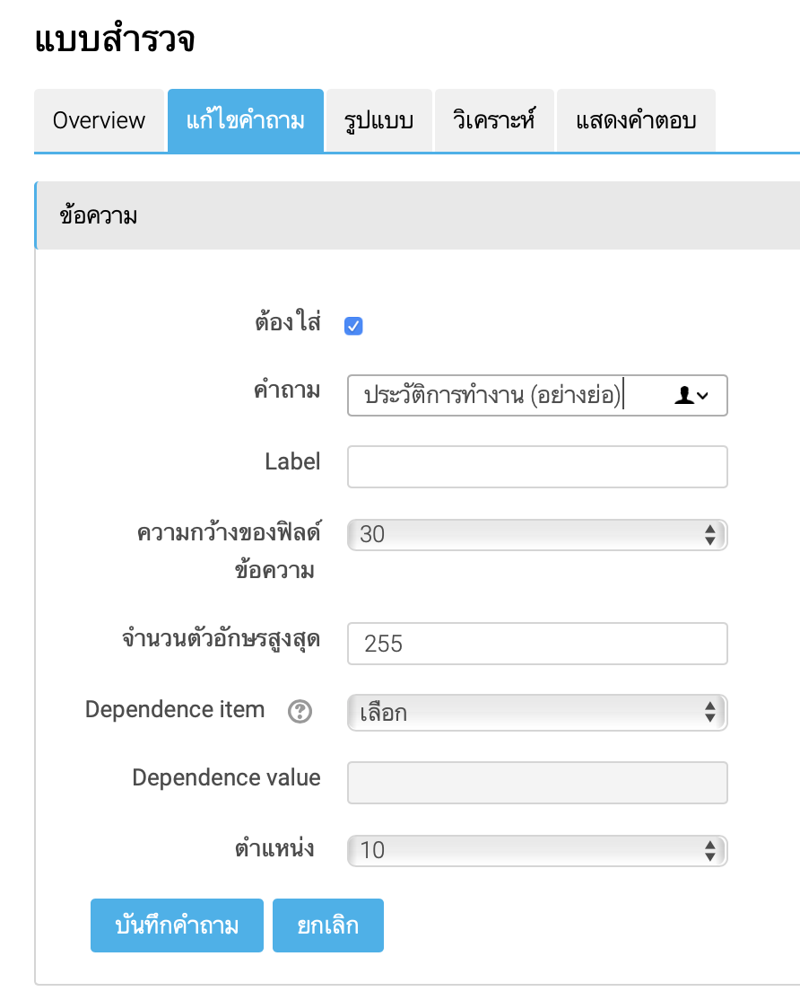 แบบสำรวจ
Overview แก้ไขคำถาม รูปแบบ วิเคราะห์ แสดงคำตอบ
ข้อความ
ต้องใส่
คำถาม ประวัติการทำงาน (อย่างย่อ)
Label
ความกว้างของฟิลด์ 30
ข้อความ
จำนวนตัวอักษรสูงสุด 255
Dependence item ? เลือก
Dependence value
ตำแหน่ง 10
บันทึกคำถาม ยกเลิก